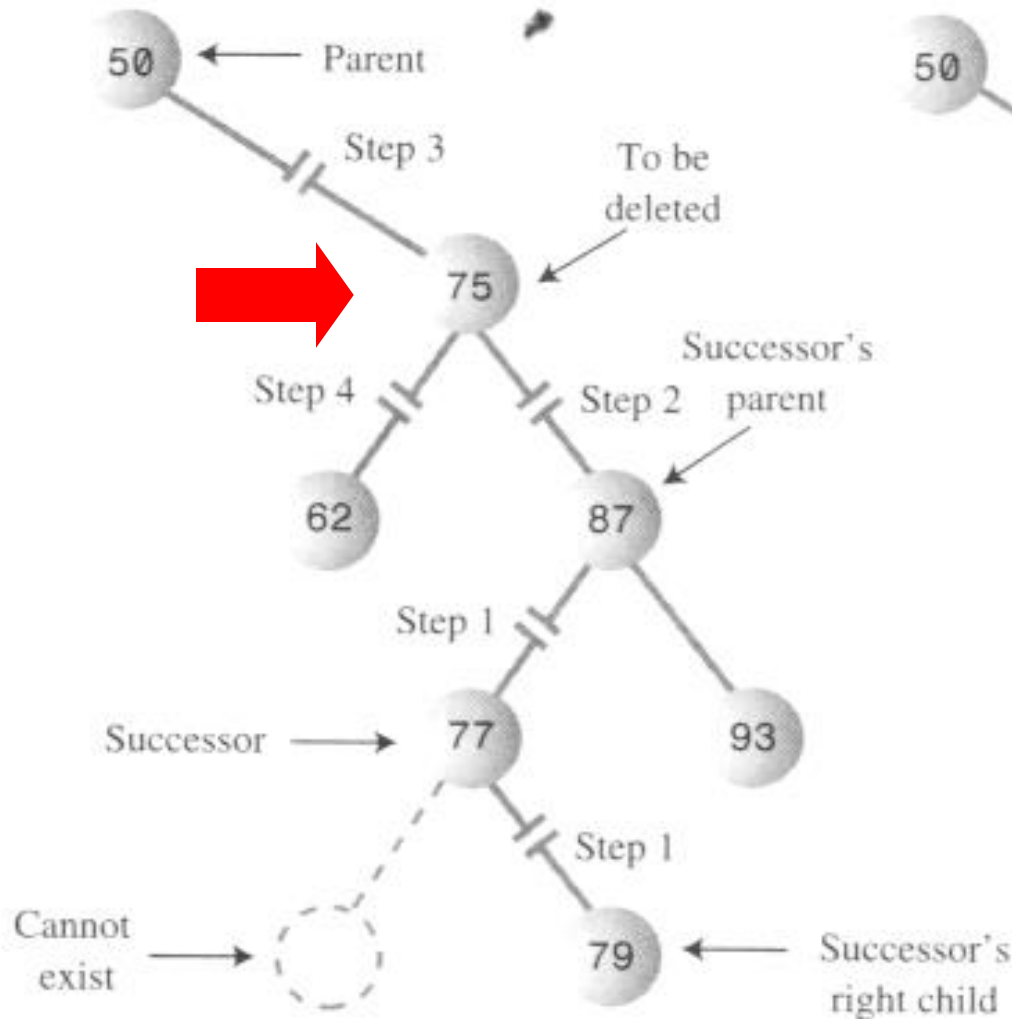 50
Parent
50
Step 3
To be
deleted
75
Successor's
parent
Step 4
Step 2
62
87
Step 1
Successor
77
93
Step 1
Cannot
exist
79
Successor's
right child